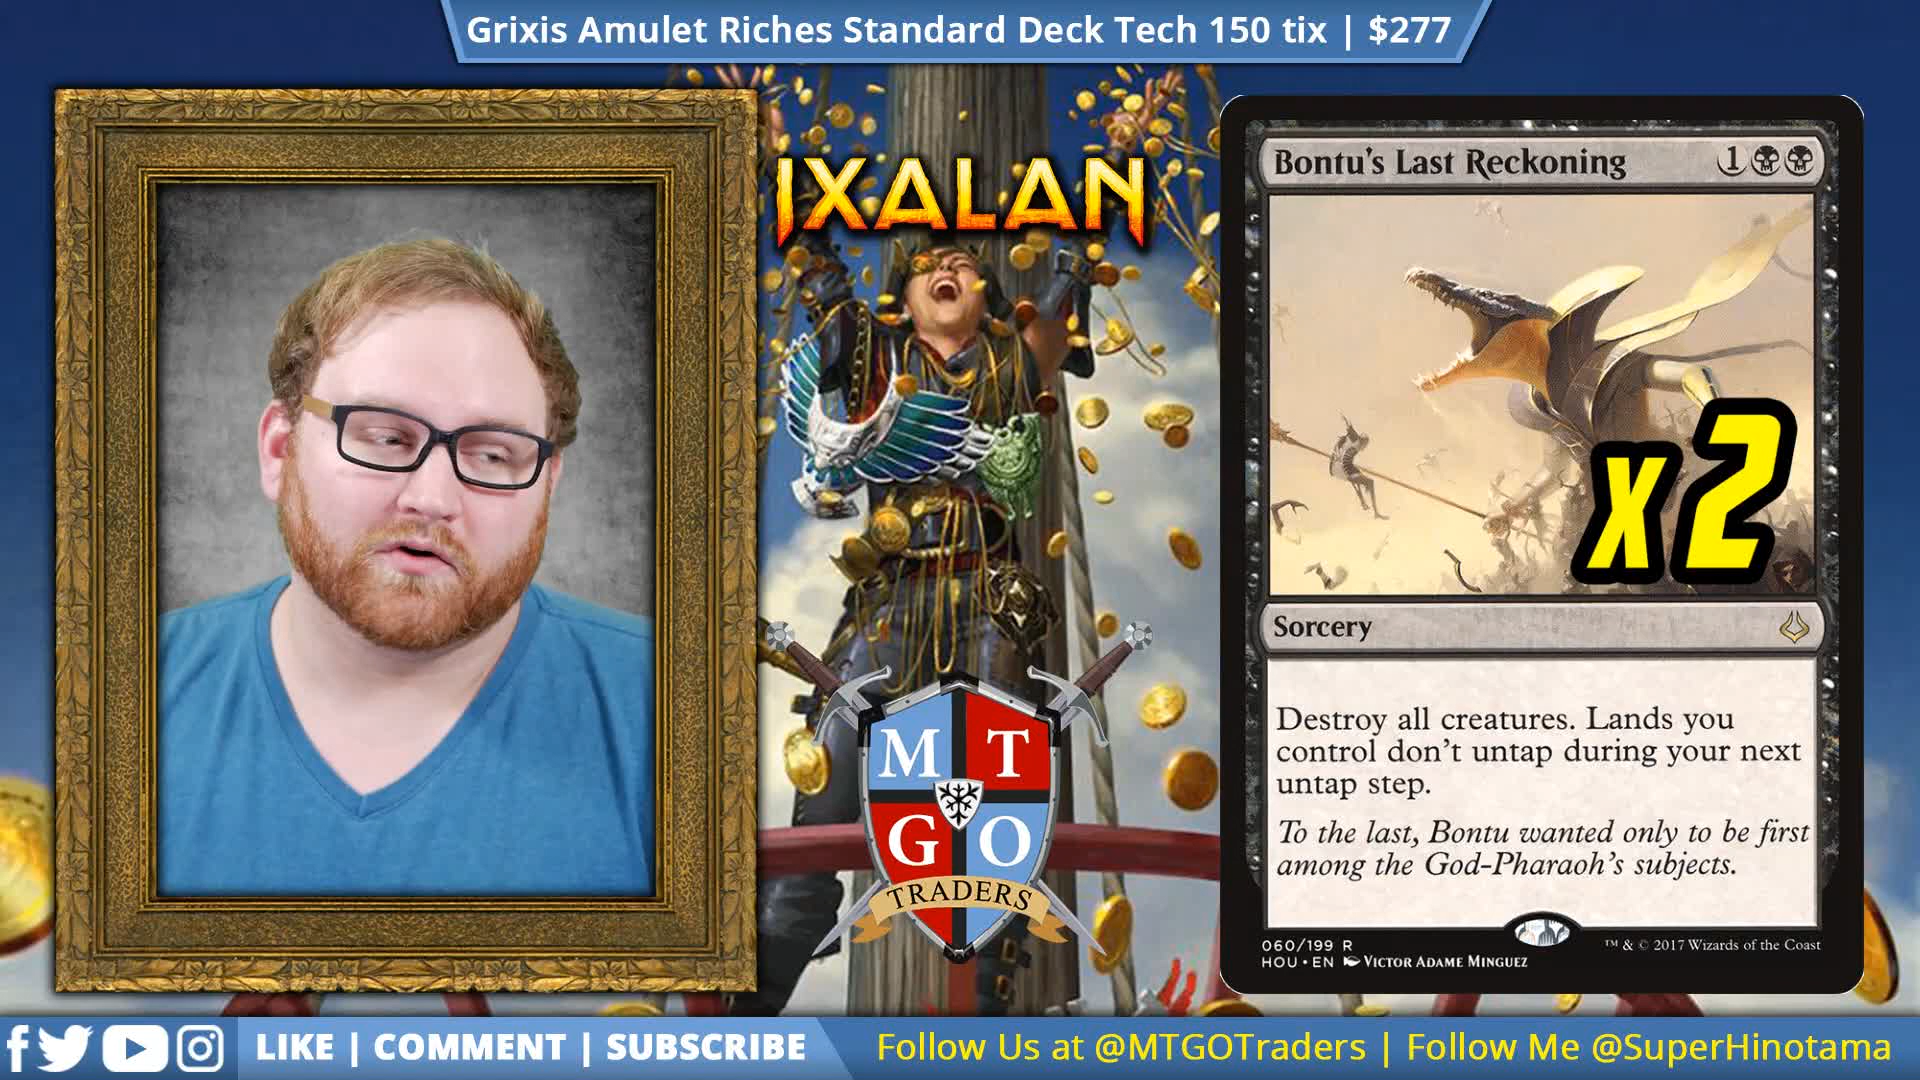 Grixis Amulet Riches Standard Deck Tech 150 tix | $277
IXALAN
Bontu's Last Reckoning 1
x2
Sorcery
Destroy all creatures. Lands you
control don't untap during your next
untap step.
To the last, Bontu wanted only to be first
among the God-Pharaoh's subjects.
060/199 R
HOU • EN Victor Adame Minguez
™ & © 2017 Wizards of the Coast
M T
G O
TRADERS
LIKE | COMMENT | SUBSCRIBE
Follow Us at @MTGOTraders | Follow Me @SuperHinotama